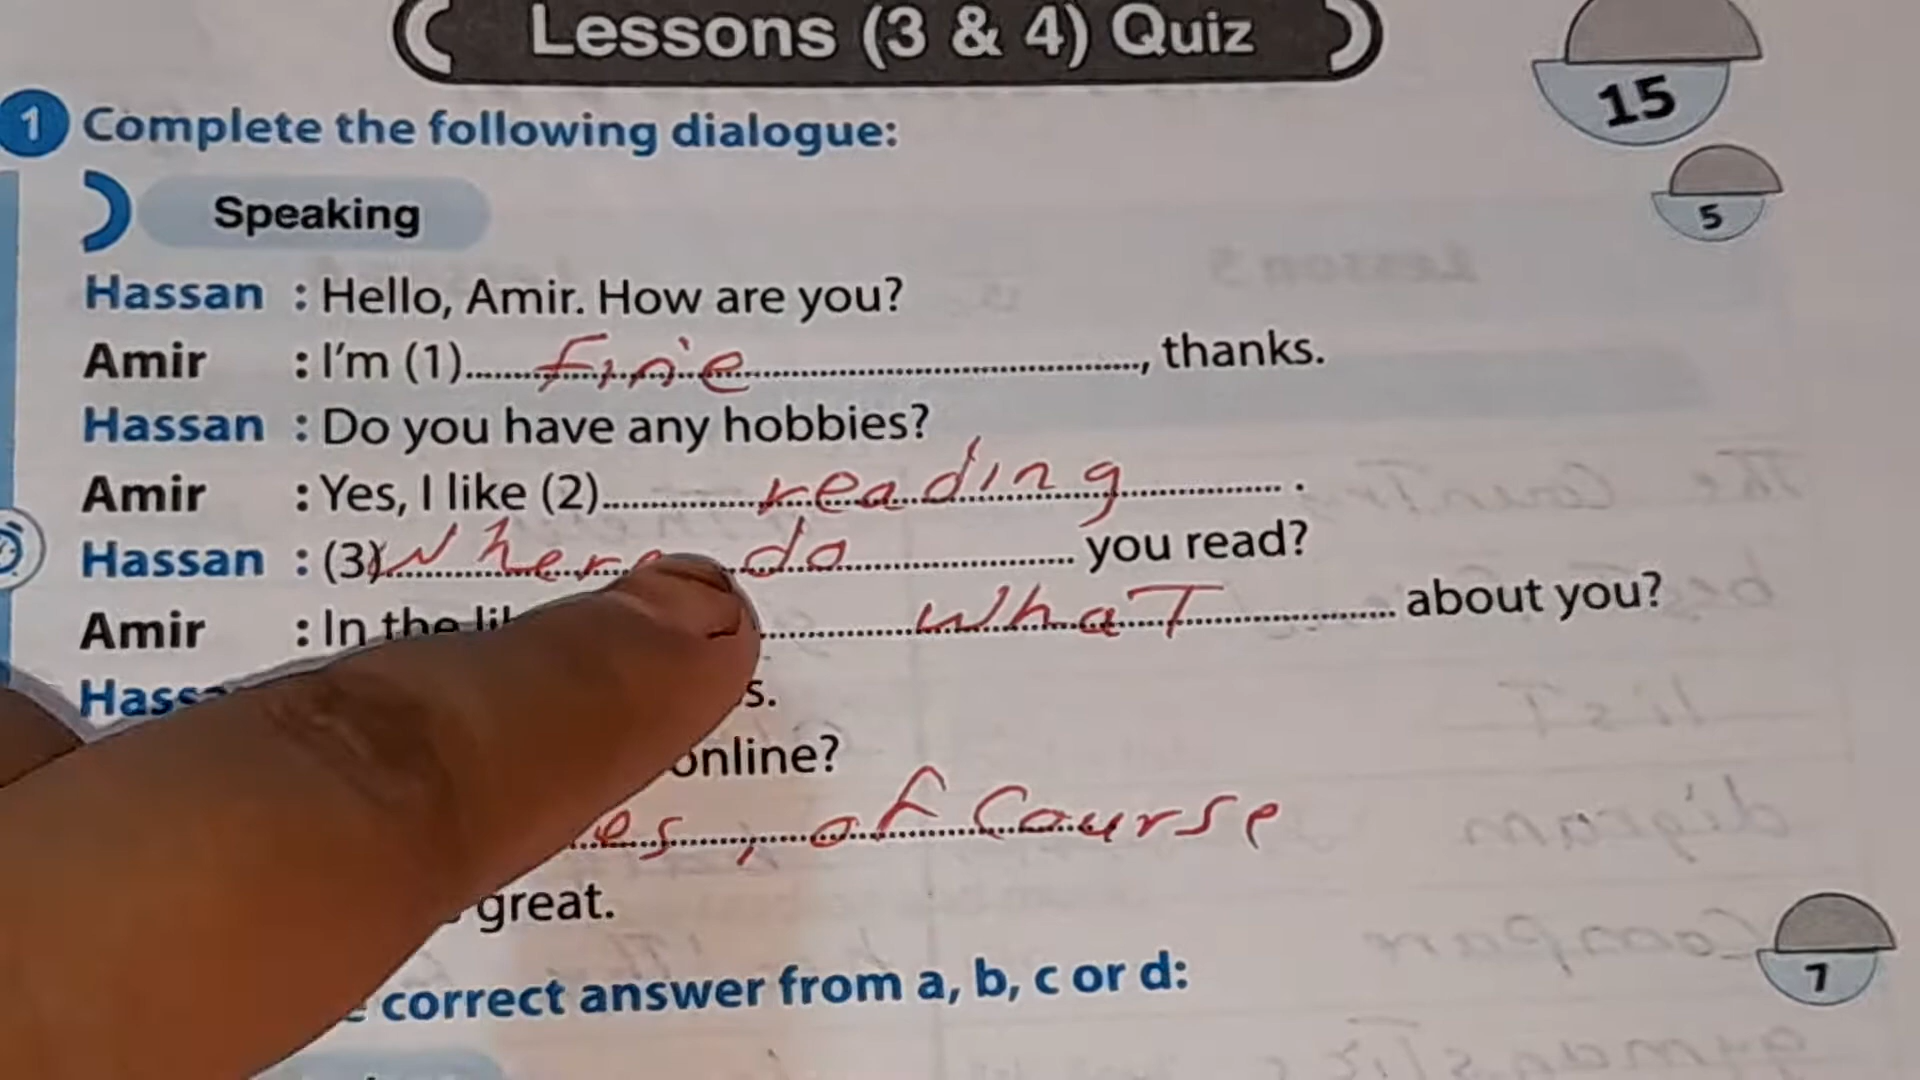 Lessons (3 & 4) Quiz
15
1 Complete the following dialogue:
5
Speaking
Hassan : Hello, Amir. How are you?
Amir : I'm (1) fine, thanks.
Hassan : Do you have any hobbies?
Amir : Yes, I like (2) reading.
Hassan : (3) Where do you read?
Amir : In the what about you?
s.
online?
of course
great.
correct answer from a, b, c or d:
7